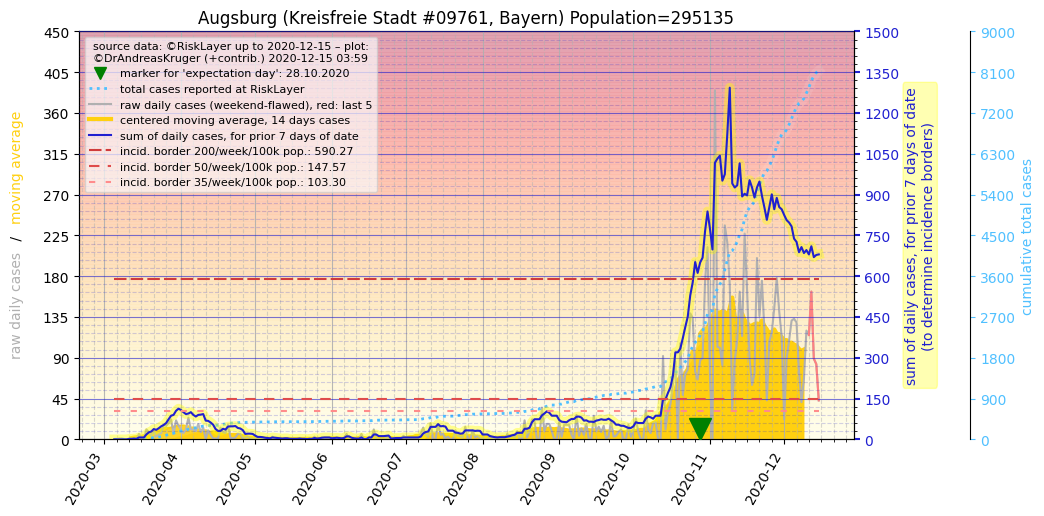 Augsburg (Kreisfreie Stadt #09761, Bayern) Population=295135
source data: ©RiskLayer up to 2020-12-15 – plot:
©DrAndreasKruger (+contrib.) 2020-12-15 03:59
marker for 'expectation day': 28.10.2020
total cases reported at RiskLayer
raw daily cases (weekend-flawed), red: last 5
centered moving average, 14 days cases
sum of daily cases, for prior 7 days of date
incid. border 200/week/100k pop.: 590.27
incid. border 50/week/100k pop.: 147.57
incid. border 35/week/100k pop.: 103.30
raw daily cases / moving average
450
405
360
315
270
225
180
135
90
45
0
1500
1350
1200
1050
900
750
600
450
300
150
0
sum of daily cases, for prior 7 days of date
(to determine incidence borders)
9000
8100
7200
6300
5400
4500
3600
2700
1800
900
0
cumulative total cases
2020-03
2020-04
2020-05
2020-06
2020-07
2020-08
2020-09
2020-10
2020-11
2020-12